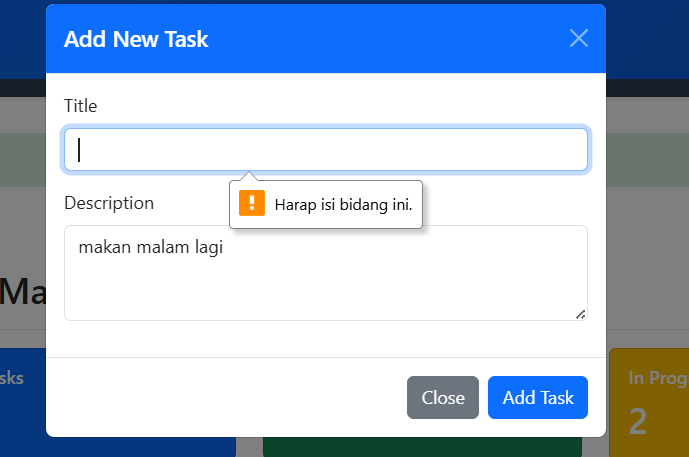 Add New Task
Title
Harap isi bidang ini.
Description
makan malam lagi
Ma
sks
In Prog
2
Close
Add Task